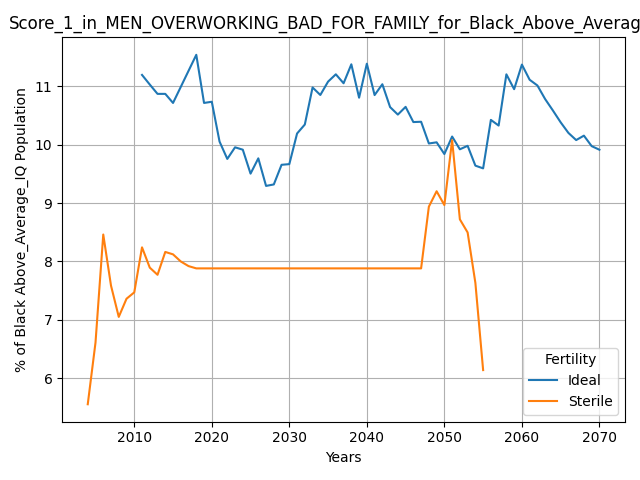 Score_1_in_MEN_OVERWORKING_BAD_FOR_FAMILY_for_Black_Above_Averag
% of Black Above_Average_IQ Population
11
10
9
8
7
6
Fertility
Ideal
Sterile
2010 2020 2030 2040 2050 2060 2070
Years